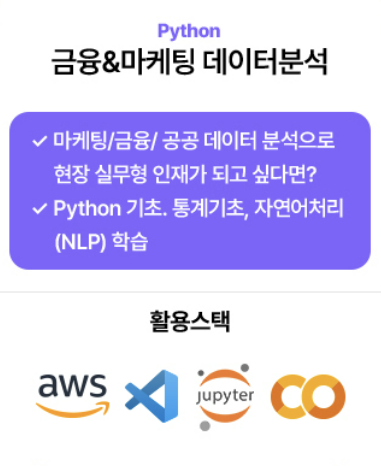 Python
금융&마케팅 데이터분석
✓ 마케팅/금융/ 공공 데이터 분석으로
현장 실무형 인재가 되고 싶다면?
✓ Python 기초. 통계기초, 자연어처리
(NLP) 학습
활용스택
aws
jupyter